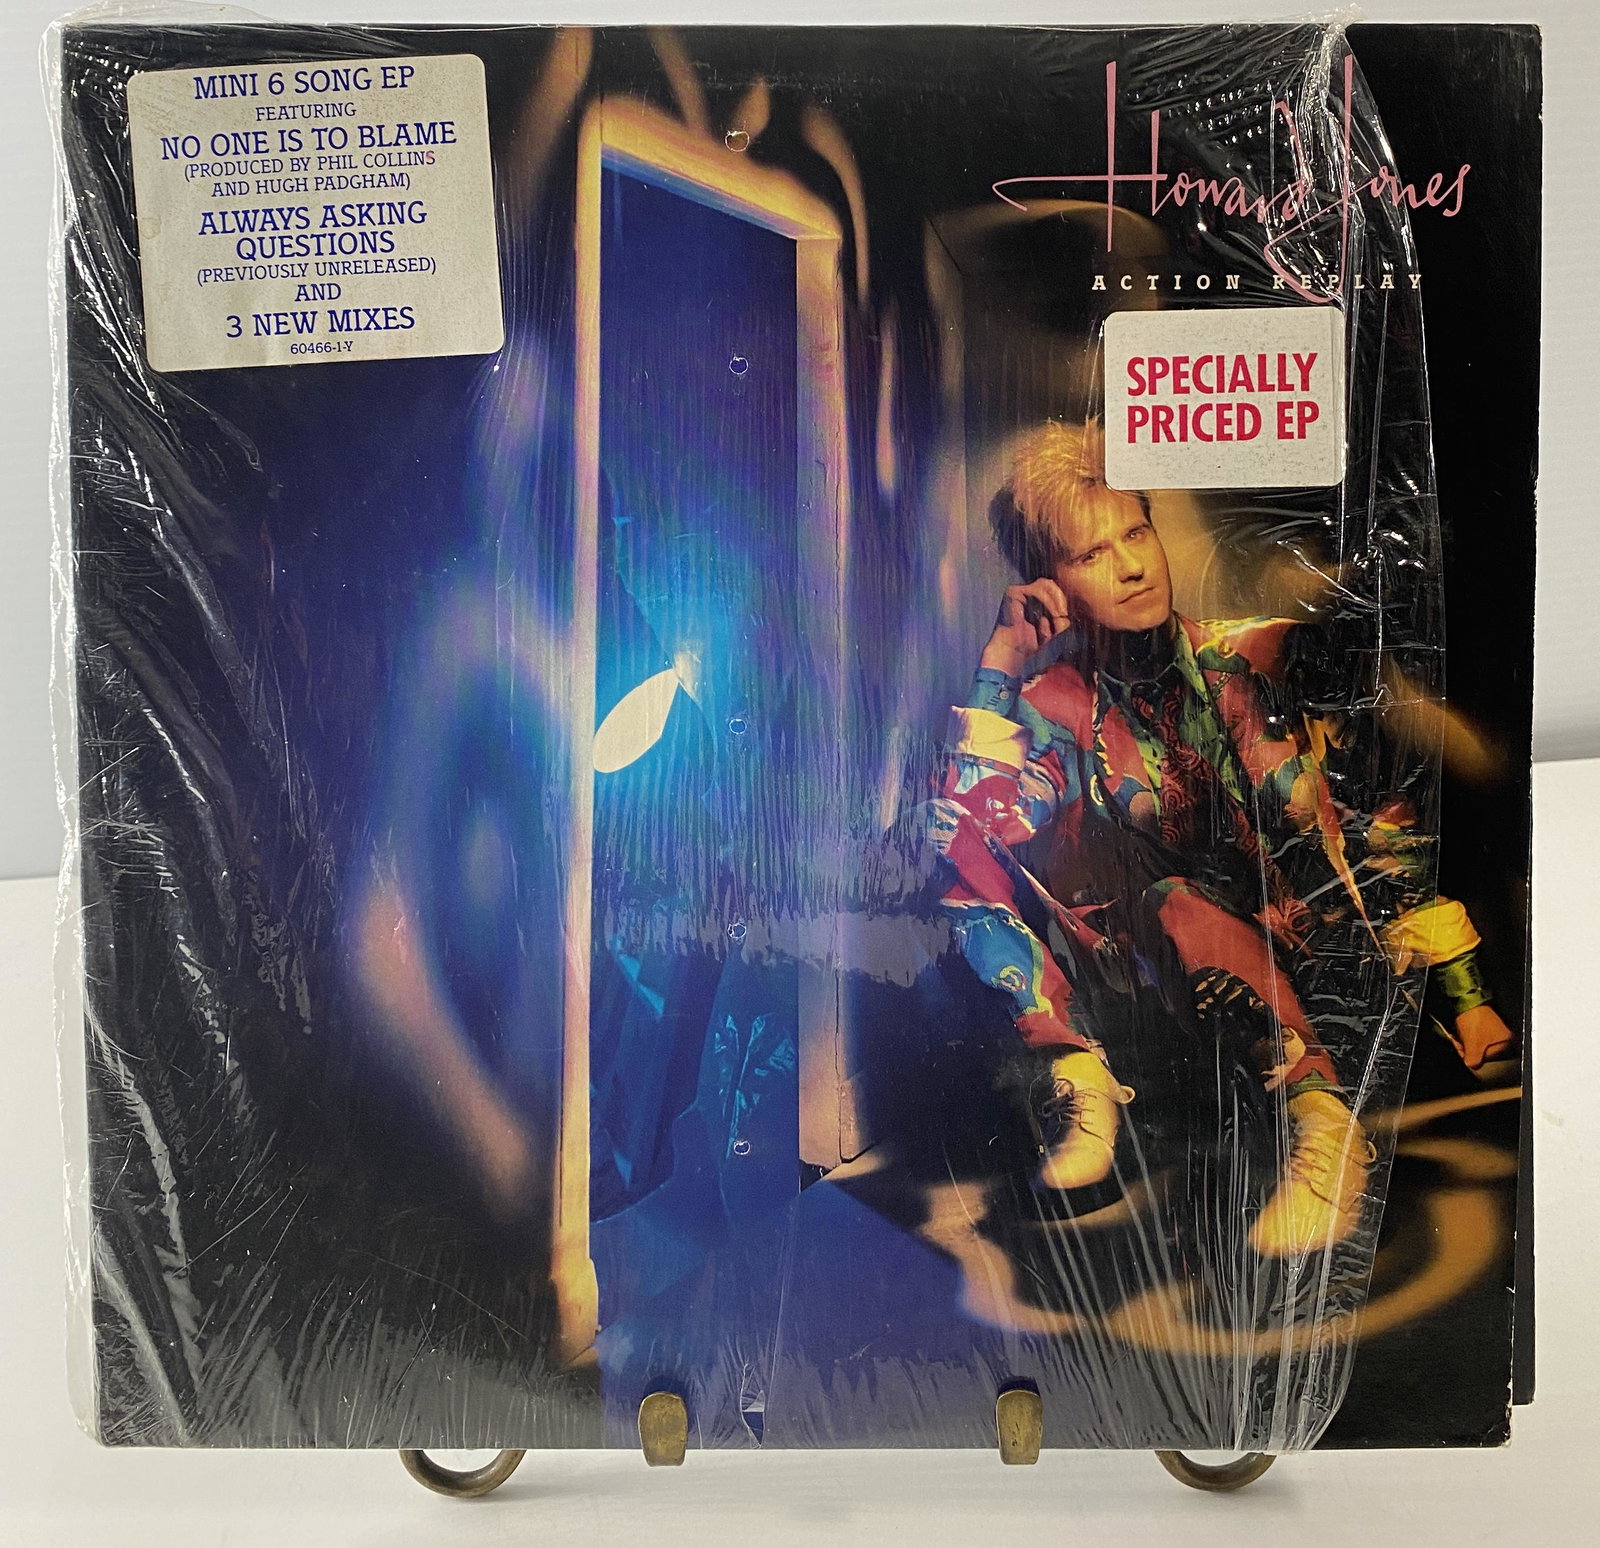 MINI 6 SONG EP
FEATURING
NO ONE IS TO BLAME
(PRODUCED BY PHIL COLLINS
AND HUGH PADGHAM)
ALWAYS ASKING
QUESTIONS
(PREVIOUSLY UNRELEASED)
AND
3 NEW MIXES
60466-1-Y
Howard Jones
ACTION REPLAY
SPECIALLY
PRICED EP